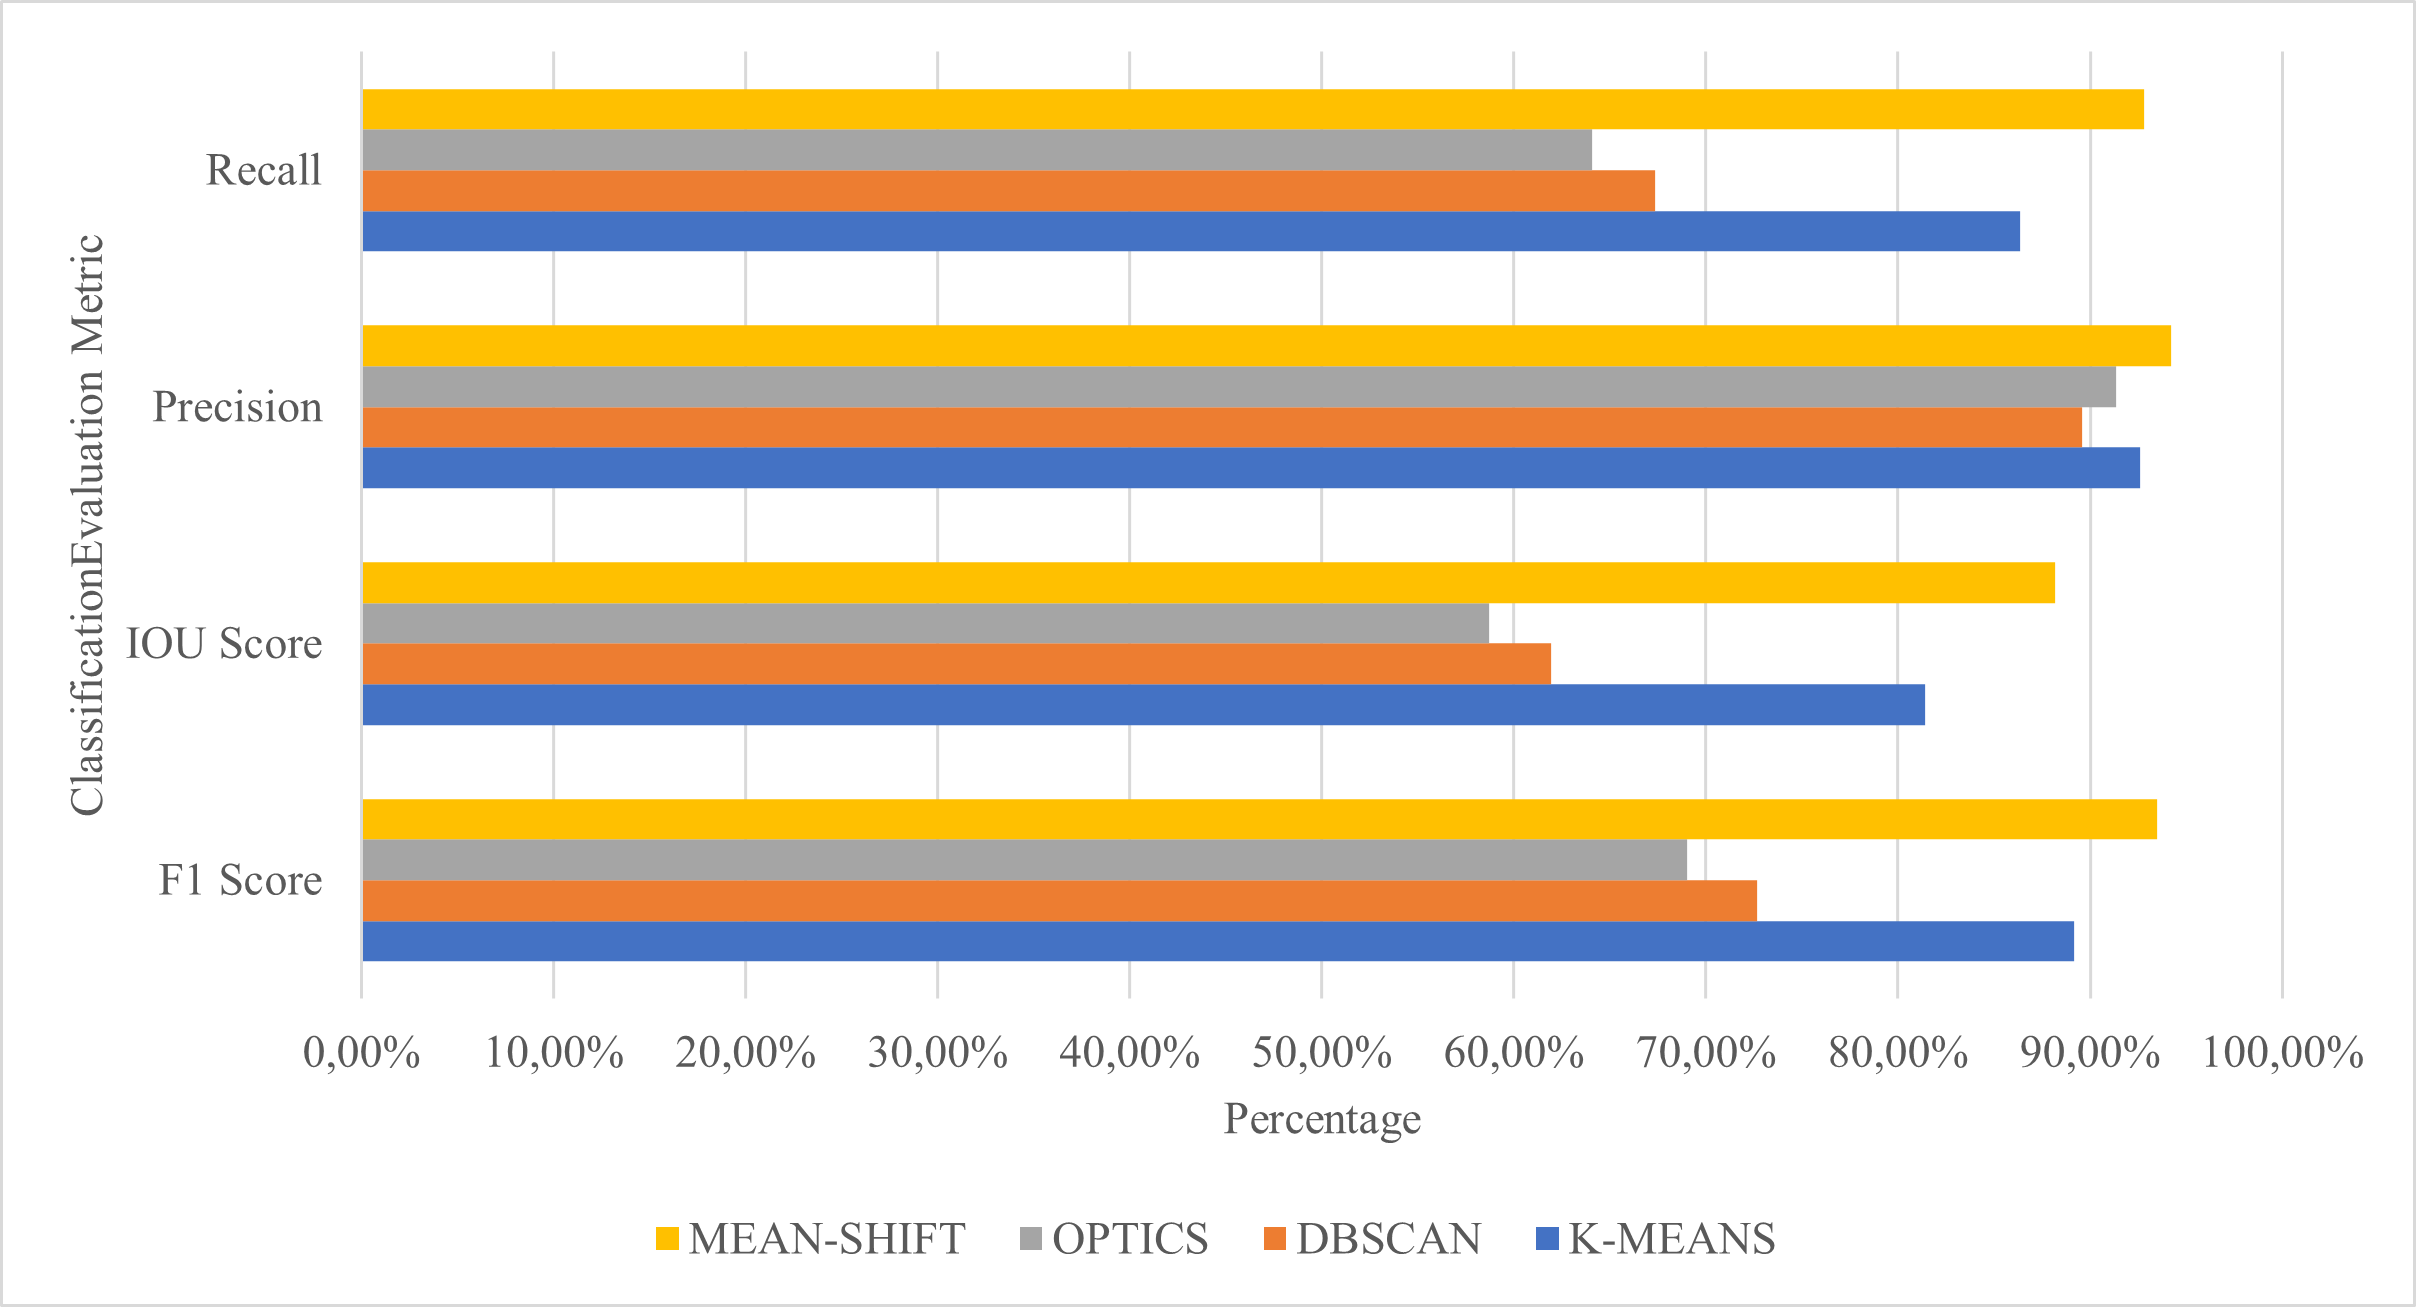 ClassificationEvaluation Metric
Recall
Precision
IOU Score
F1 Score
0,00% 10,00% 20,00% 30,00% 40,00% 50,00% 60,00% 70,00% 80,00% 90,00% 100,00%
Percentage
MEAN-SHIFT OPTICS DBSCAN K-MEANS